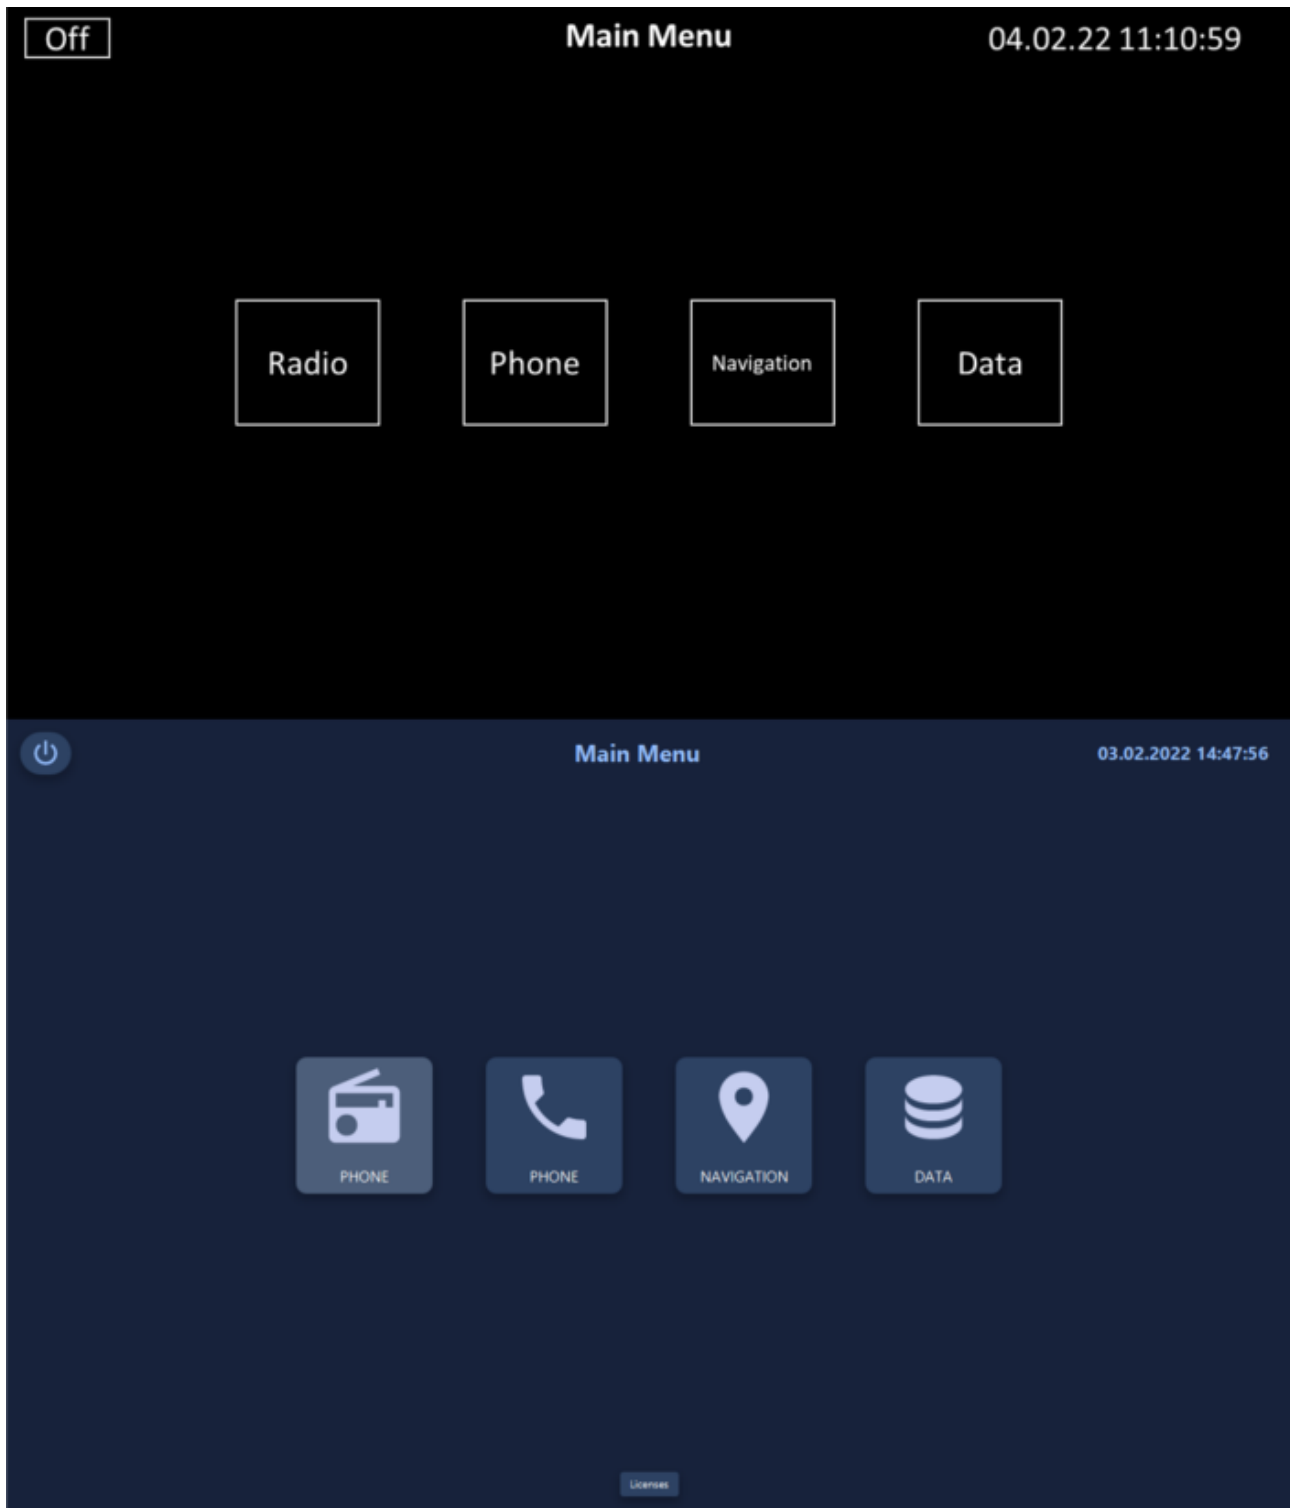 Off Main Menu 04.02.22 11:10:59
Radio Phone Navigation Data
Main Menu 03.02.2022 14:47:56
PHONE PHONE NAVIGATION DATA
Licenses